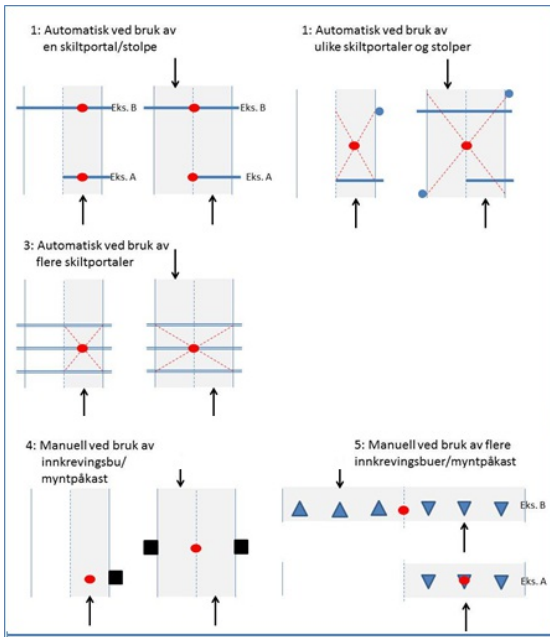 1: Automatisk ved bruk av
en skiltportal/stolpe
Eks. B
Eks. B
Eks. A
Eks. A
1: Automatisk ved bruk av
ulike skiltportaler og stolper
3: Automatisk ved bruk av
flere skiltportaler
4: Manuell ved bruk av
innkrevingsbu/
myntpåkast
5: Manuell ved bruk av flere
innkrevingsbuer/myntpåkast
Eks. B
Eks. A